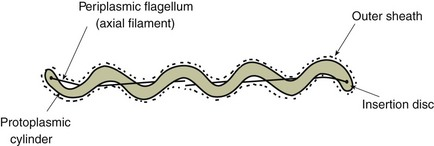 Periplasmic flagellum
(axial filament)
Outer sheath
Insertion disc
Protoplasmic
cylinder